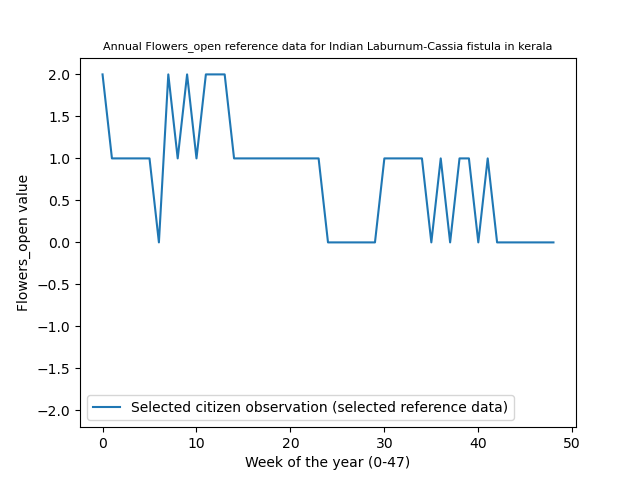 Annual Flowers_open reference data for Indian Laburnum-Cassia fistula in kerala
2.0
1.5
1.0
0.5
0.0
−0.5
−1.0
−1.5
−2.0
Flowers_open value
Selected citizen observation (selected reference data)
0 10 20 30 40 50
Week of the year (0-47)